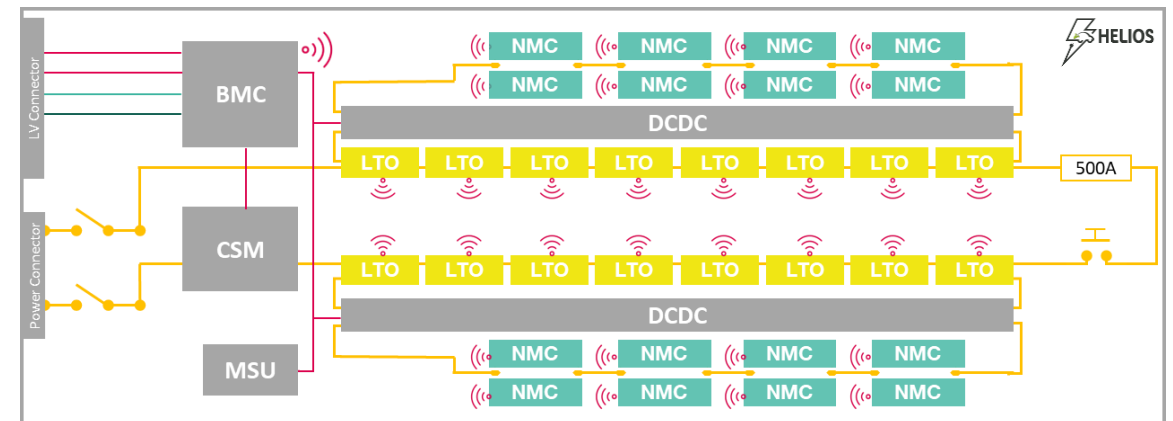 HELIOS
LV Connector
BMC
NMC NMC NMC NMC
NMC NMC NMC NMC
DCDC
LTO LTO LTO LTO LTO LTO LTO LTO
500A
Power Connector
CSM
LTO LTO LTO LTO LTO LTO LTO LTO
DCDC
MSU
NMC NMC NMC NMC
NMC NMC NMC NMC